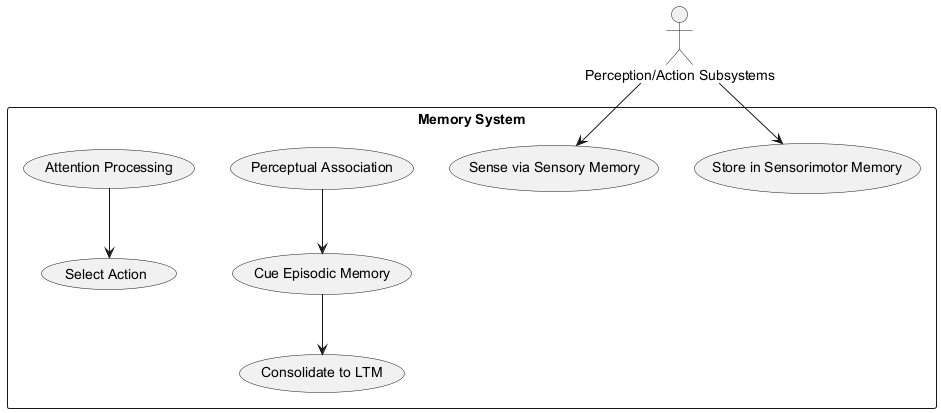 Perception/Action Subsystems
Memory System
Attention Processing
Perceptual Association
Sense via Sensory Memory
Store in Sensorimotor Memory
Select Action
Cue Episodic Memory
Consolidate to LTM